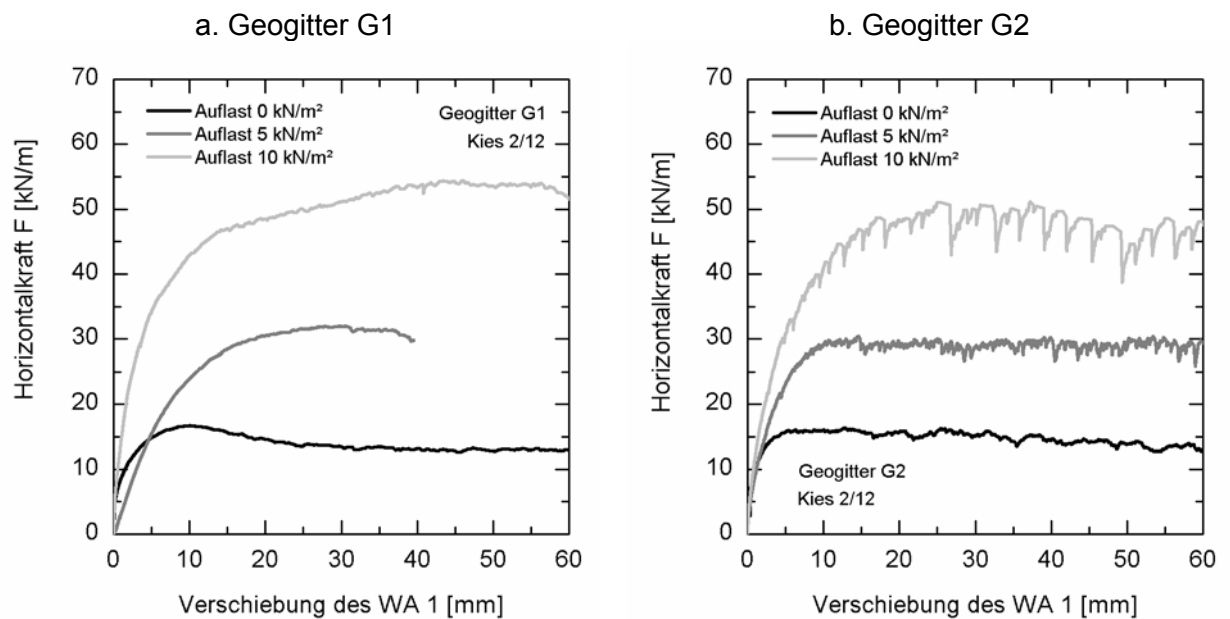 a. Geogitter G1
70
60
50
40
30
20
10
0
Horizontalkraft F [kN/m]
Auflast 0 kN/m²
Auflast 5 kN/m²
Auflast 10 kN/m²
Geogitter G1
Kies 2/12
0 10 20 30 40 50 60
Verschiebung des WA 1 [mm]
b. Geogitter G2
70
60
50
40
30
20
10
0
Horizontalkraft F [kN/m]
Auflast 0 kN/m²
Auflast 5 kN/m²
Auflast 10 kN/m²
Geogitter G2
Kies 2/12
0 10 20 30 40 50 60
Verschiebung des WA 1 [mm]